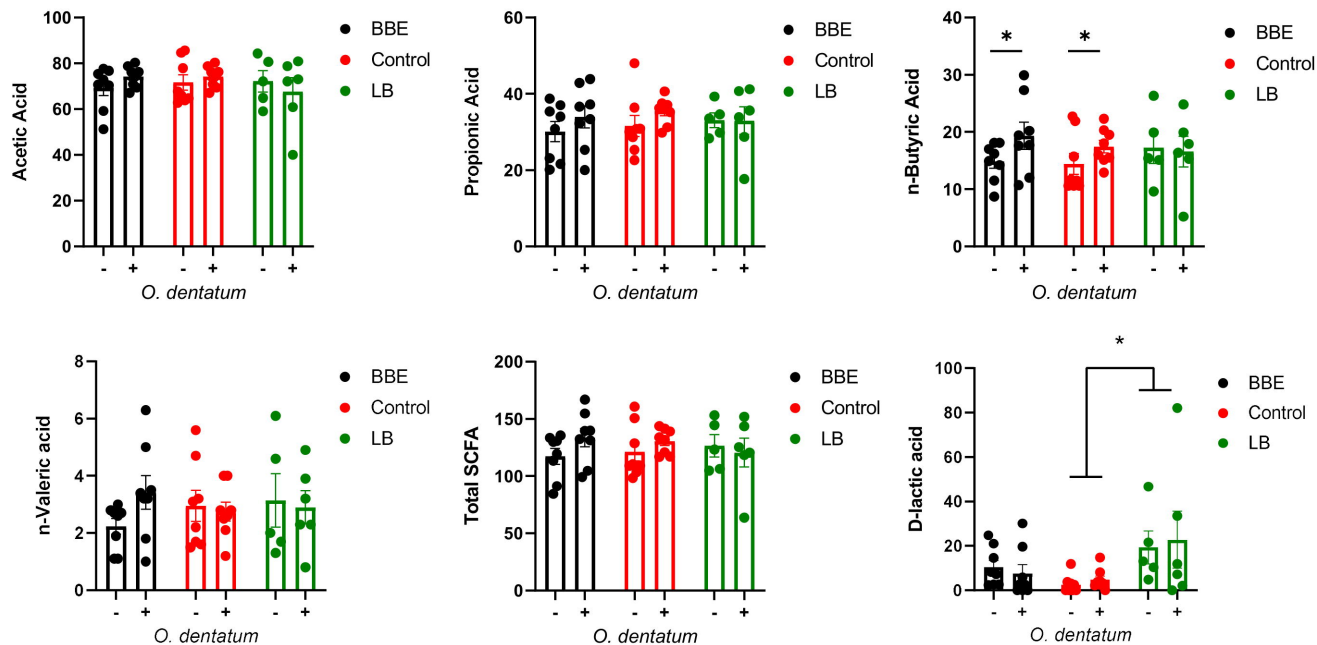 Acetic Acid
100
80
60
40
20
0
- + - + - +
O. dentatum
BBE
Control
LB
Propionic Acid
60
40
20
0
- + - + - +
O. dentatum
BBE
Control
LB
n-Butyric Acid
40
30
20
10
0
* *
- + - + - +
O. dentatum
BBE
Control
LB
n-Valeric acid
8
6
4
2
0
- + - + - +
O. dentatum
BBE
Control
LB
Total SCFA
200
150
100
50
0
- + - + - +
O. dentatum
BBE
Control
LB
D-lactic acid
100
80
60
40
20
0
*
- + - + - +
O. dentatum
BBE
Control
LB